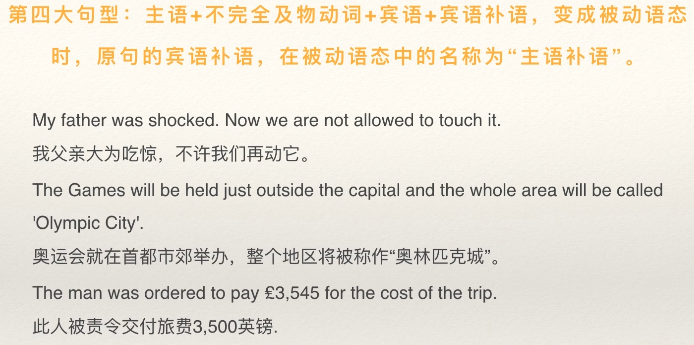 第四大句型：主语+不完全及物动词+宾语+宾语补语，变成被动语态
时，原句的宾语补语，在被动语态中的名称为“主语补语”。
My father was shocked. Now we are not allowed to touch it.
我父亲大为吃惊，不许我们再动它。
The Games will be held just outside the capital and the whole area will be called
'Olympic City'.
奥运会就在首都市郊举办，整个地区将被称作“奥林匹克城”。
The man was ordered to pay £3,545 for the cost of the trip.
此人被责令交付旅费3,500英镑.